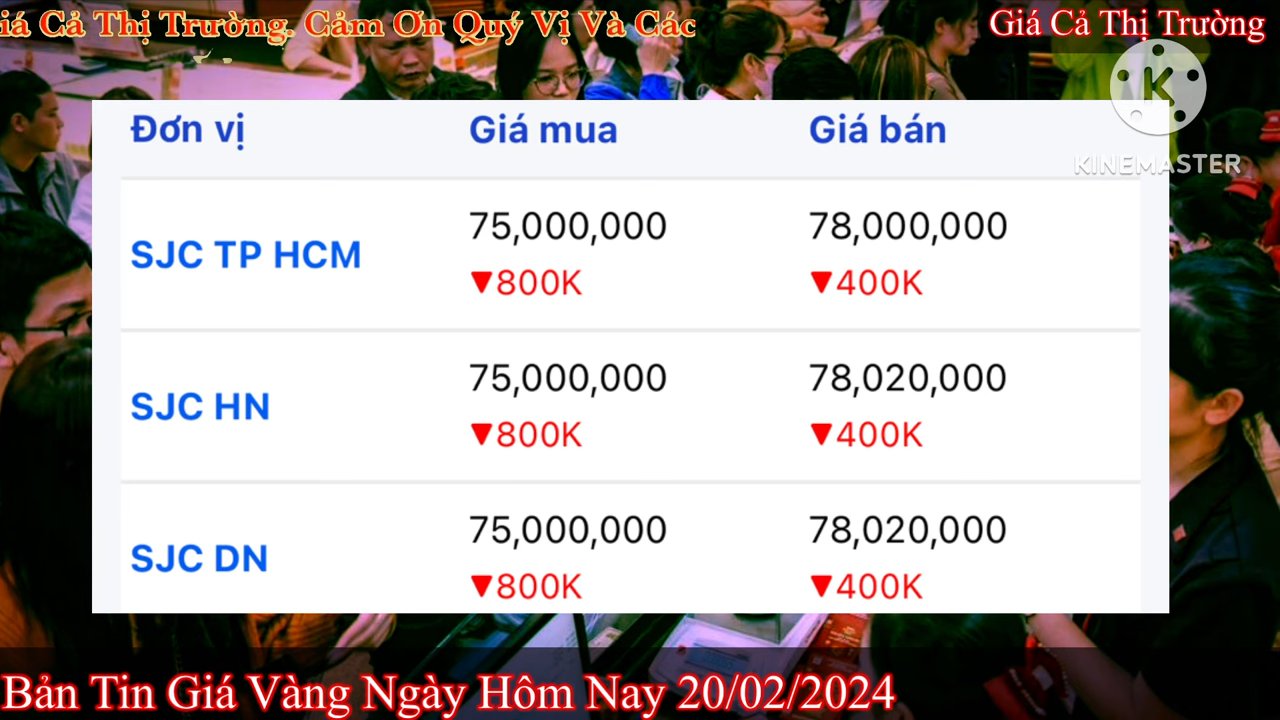 iá Cả Thị Trường. Cảm Ơn Quý Vị Và Các
Giá Cả Thị Trường
K
KINEMASTER
Đơn vị Giá mua Giá bán
75,000,000 78,000,000
SJC TP HCM
▼800K ▼400K
75,000,000 78,020,000
SJC HN
▼800K ▼400K
75,000,000 78,020,000
SJC DN
▼800K ▼400K
Bản Tin Giá Vàng Ngày Hôm Nay 20/02/2024